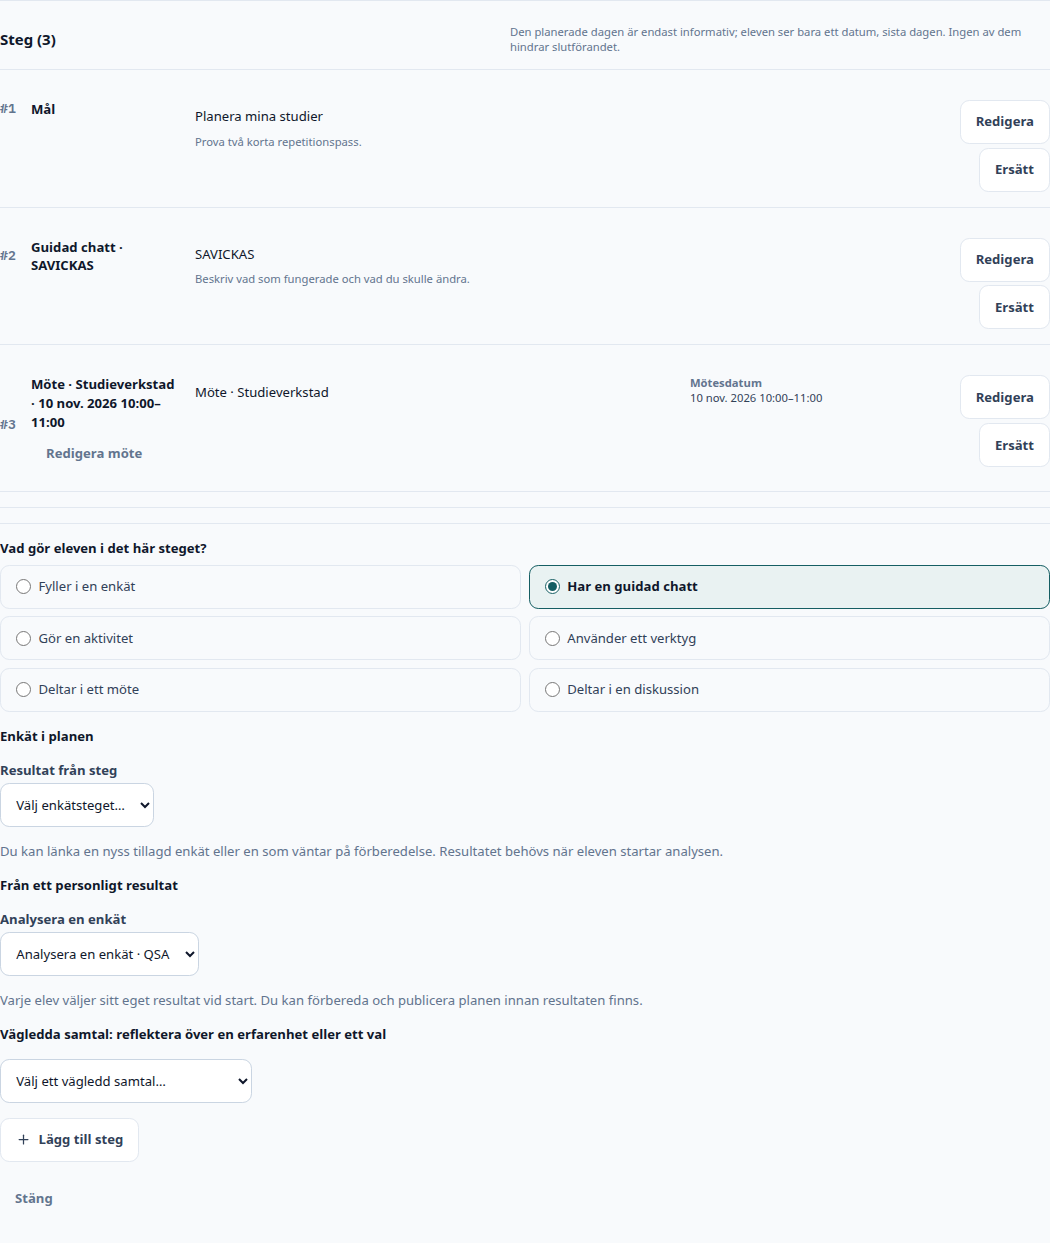 Steg (3)
Den planerade dagen är endast informativ; eleven ser bara ett datum, sista dagen. Ingen av dem
hindrar slutförandet.
#1
Mål
Planera mina studier
Prova två korta repetitionspass.
Redigera
Ersätt
#2
Guidad chatt ·
SAVICKAS
SAVICKAS
Beskriv vad som fungerade och vad du skulle ändra.
Redigera
Ersätt
#3
Möte · Studieverkstad
· 10 nov. 2026 10:00–
11:00
Redigera möte
Möte · Studieverkstad
Mötesdatum
10 nov. 2026 10:00–11:00
Redigera
Ersätt
Vad gör eleven i det här steget?
Fyller i en enkät
Har en guidad chatt
Gör en aktivitet
Använder ett verktyg
Deltar i ett möte
Deltar i en diskussion
Enkät i planen
Resultat från steg
Välj enkätsteget...
Du kan länka en nyss tillagd enkät eller en som väntar på förberedelse. Resultatet behövs när eleven startar analysen.
Från ett personligt resultat
Analysera en enkät
Analysera en enkät · QSA
Varje elev väljer sitt eget resultat vid start. Du kan förbereda och publicera planen innan resultaten finns.
Vägledda samtal: reflektera över en erfarenhet eller ett val
Välj ett vägledd samtal...
+ Lägg till steg
Stäng